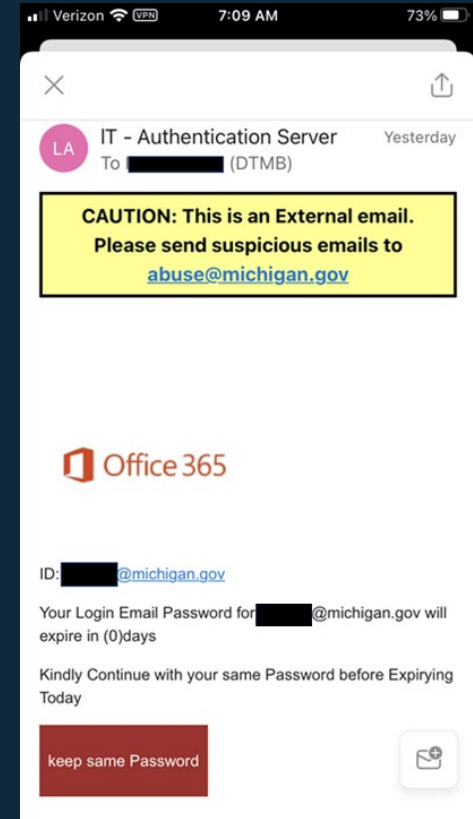 Verizon VPN 7:09 AM 73%
LA
lT - Authentication Server Yesterday
To (DTMB)
CAUTION: This is an External email.
Please send suspicious emails to
abuse@michigan.gov
Office 365
ID: @michigan.gov
Your Login Email Password for @michigan.gov will
expire in (0)days
Kindly Continue with your same Password before Expirying
Today
keep same Password